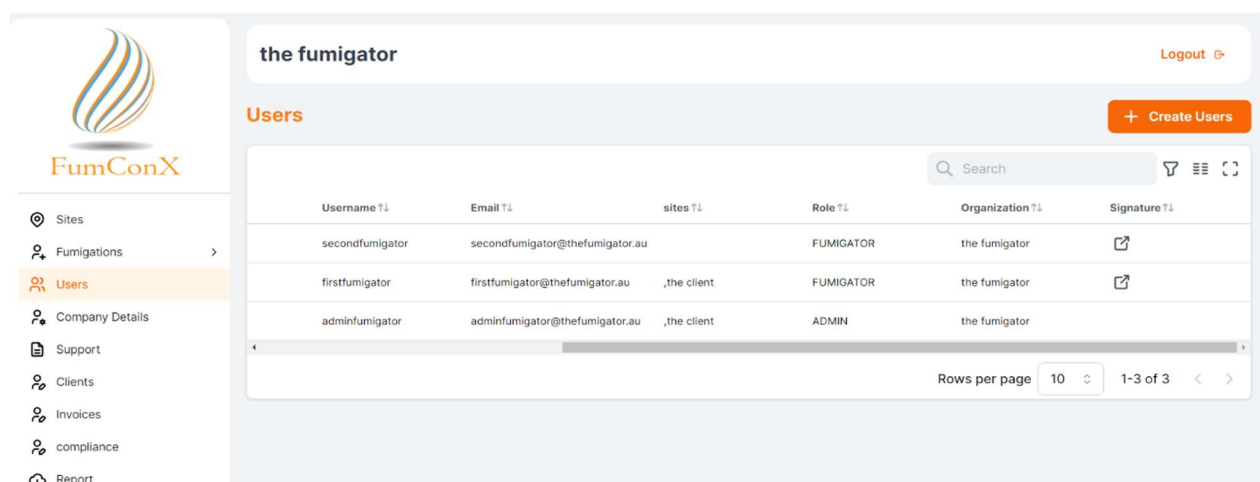 FumConX
Sites
Fumigations
Users
Company Details
Support
Clients
Invoices
compliance
Report
the fumigator
Logout
Users
+ Create Users
Search
Username Email sites Role Organization Signature
secondfumigator secondfumigator@thefumigator.au FUMIGATOR the fumigator
firstfumigator firstfumigator@thefumigator.au ,the client FUMIGATOR the fumigator
adminfumigator adminfumigator@thefumigator.au ,the client ADMIN the fumigator
Rows per page 10 1-3 of 3